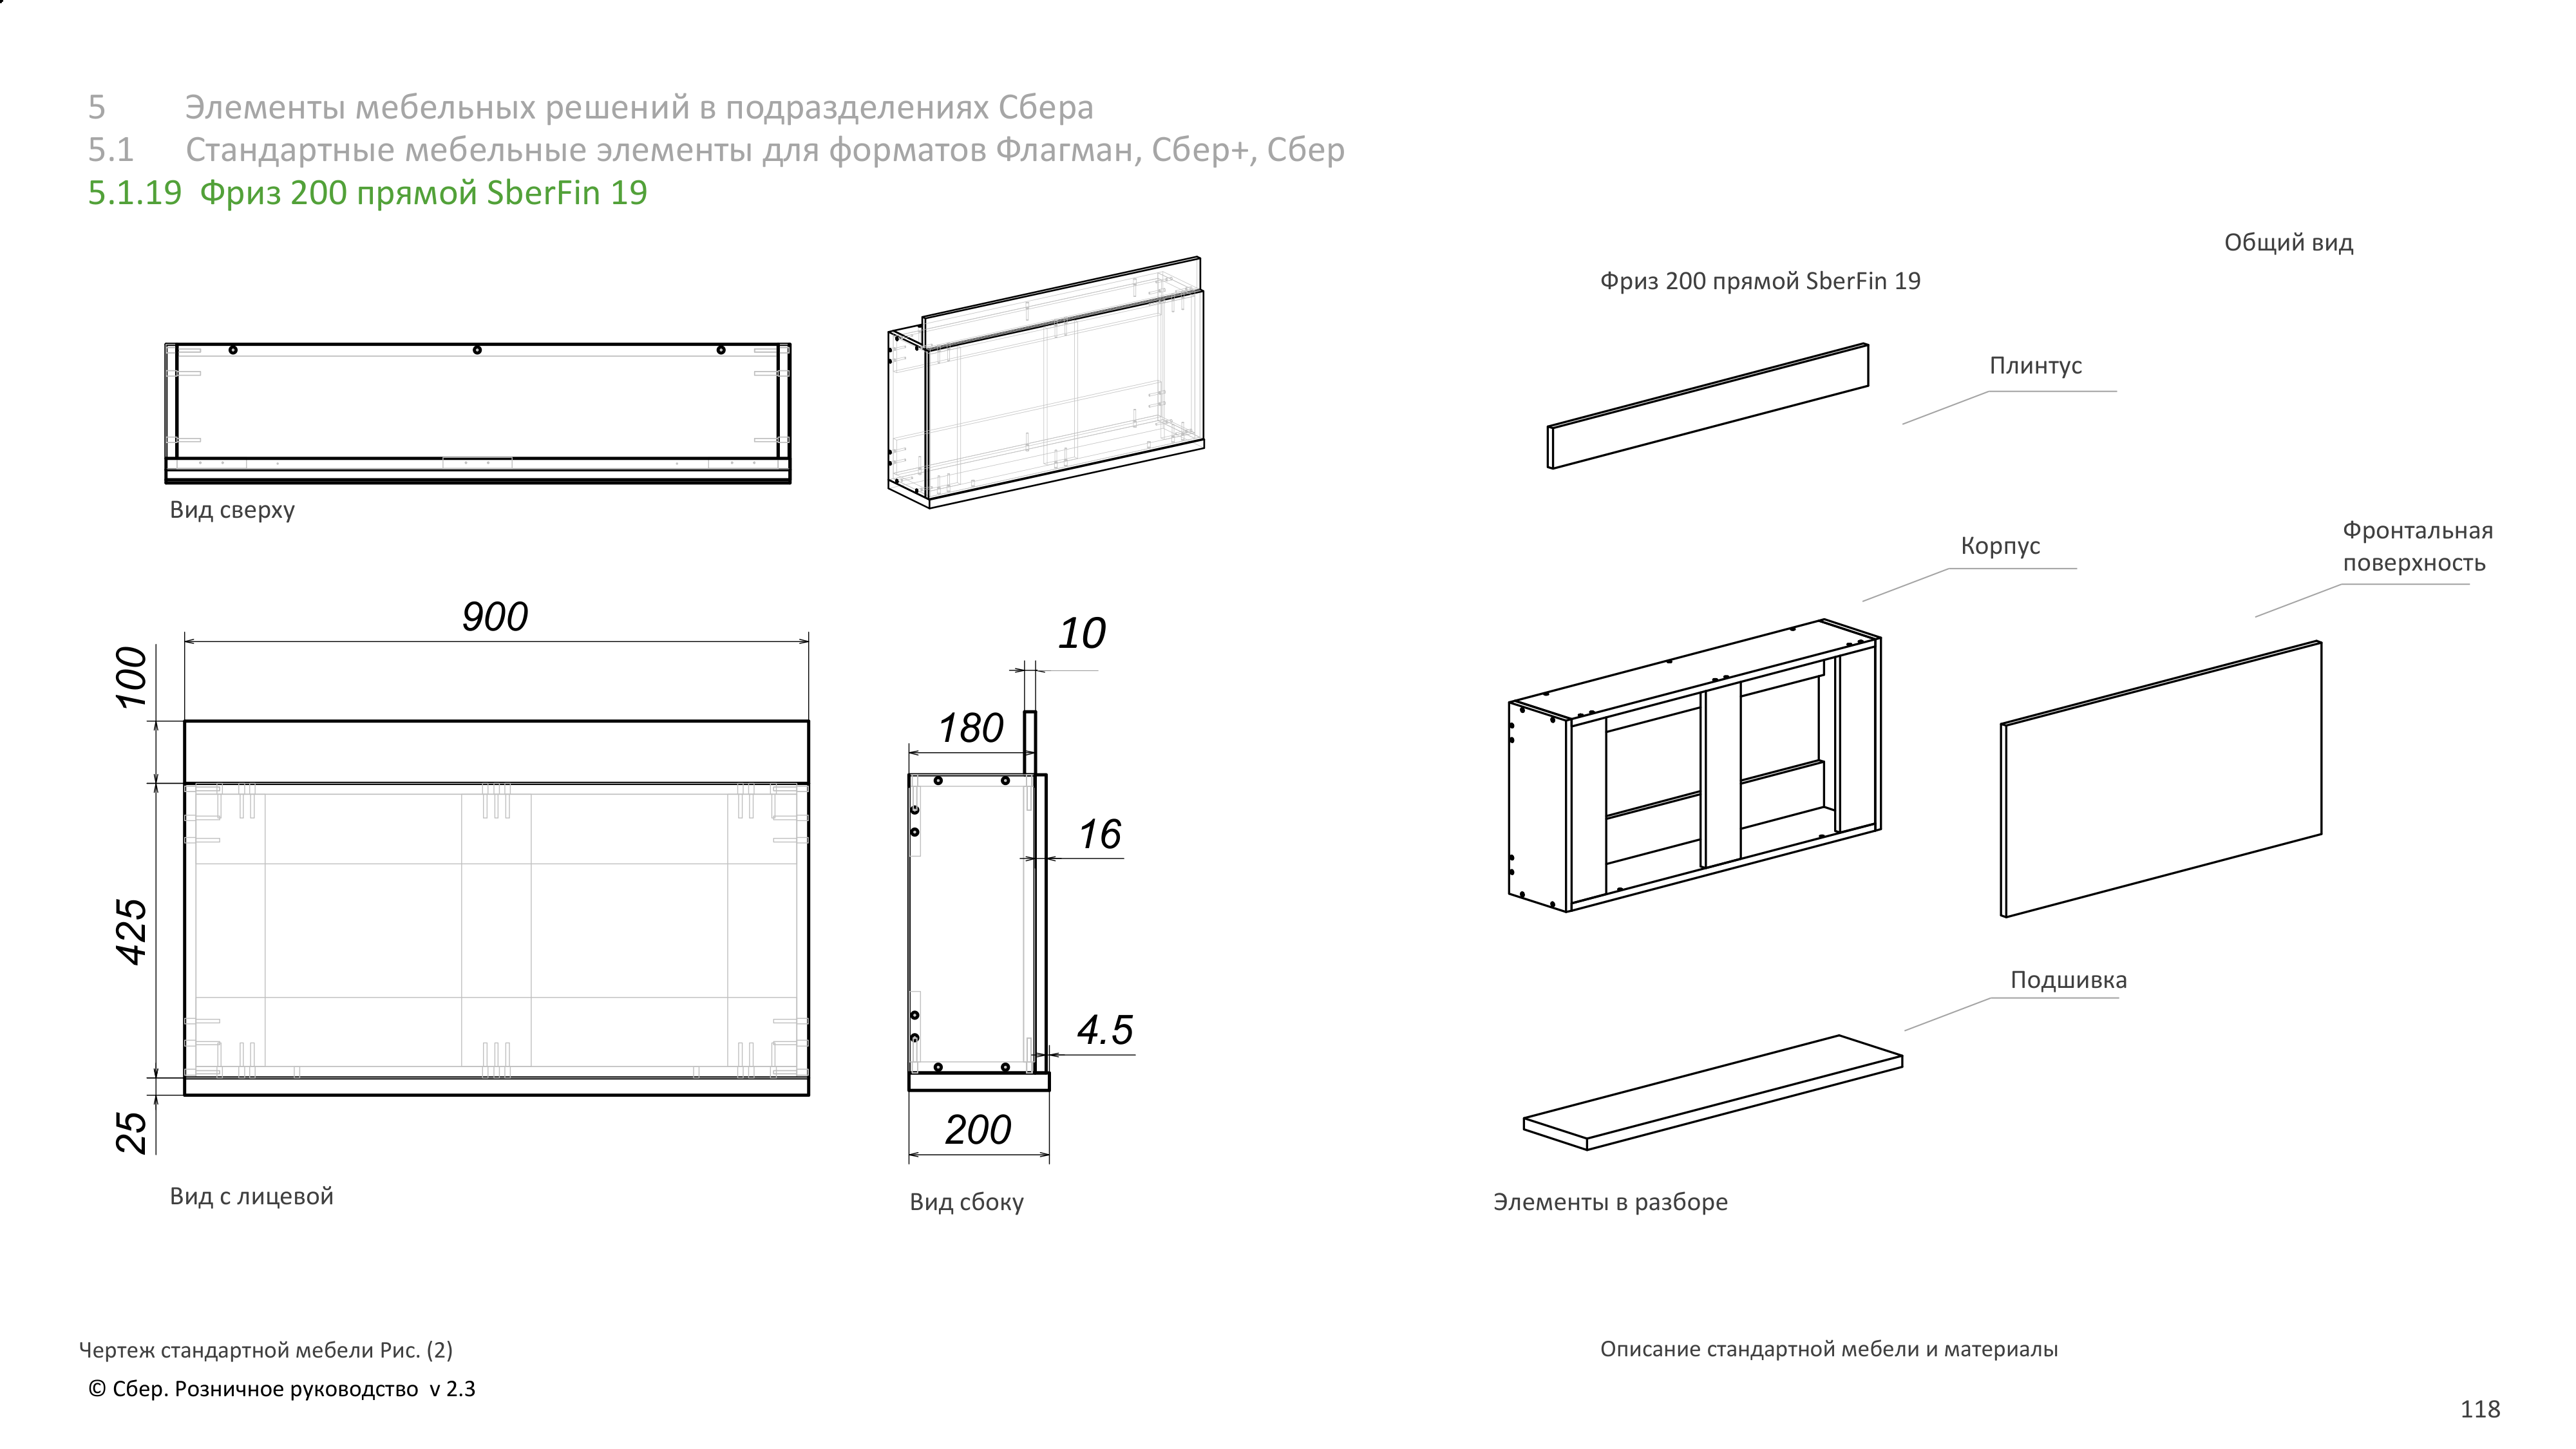 5 Элементы мебельных решений в подразделениях Сбера
5.1 Стандартные мебельные элементы для форматов Флагман, Сбер+, Сбер
5.1.19 Фриз 200 прямой SberFin 19
Общий вид
Фриз 200 прямой SberFin 19
Плинтус
Вид сверху
Корпус
Фронтальная
поверхность
900
100
425
25
Вид с лицевой
10
180
16
4.5
200
Вид сбоку
Подшивка
Элементы в разборе
Чертеж стандартной мебели Рис. (2)
Описание стандартной мебели и материалы
© Сбер. Розничное руководство v 2.3
118